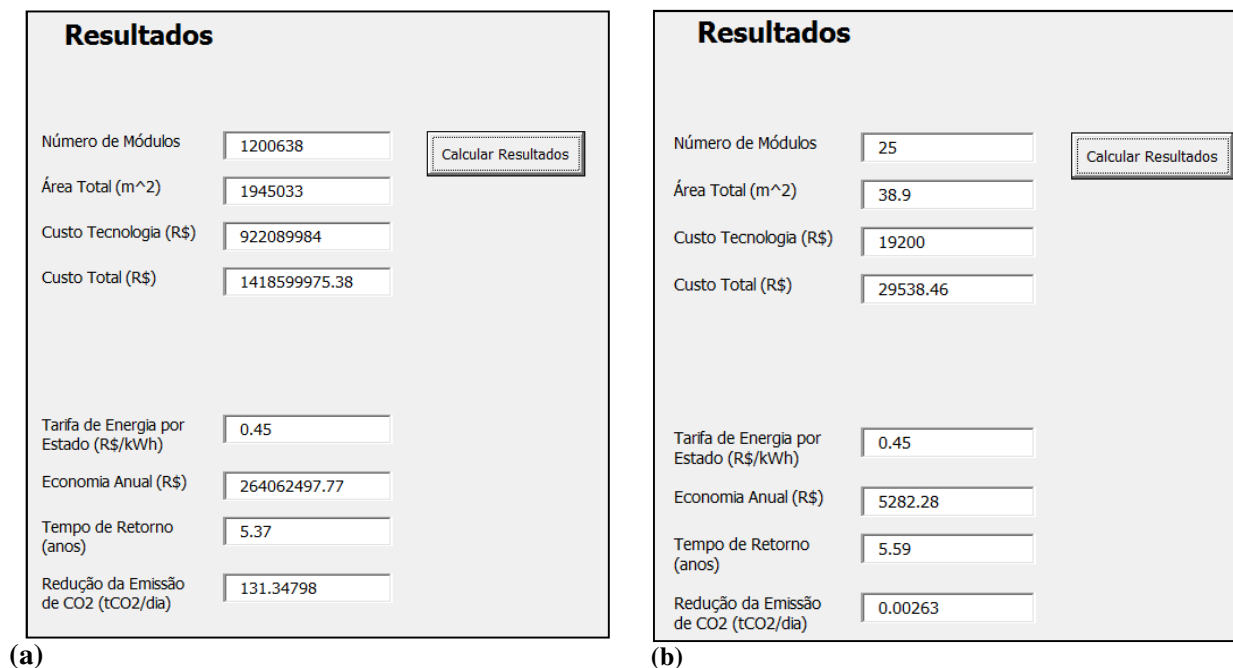 Resultados
Número de Módulos
1200638
Calcular Resultados
Área Total (m^2)
1945033
Custo Tecnologia (R$)
922089984
Custo Total (R$)
1418599975.38
Tarifa de Energia por
Estado (R$/kWh)
0.45
Economia Anual (R$)
264062497.77
Tempo de Retorno
(anos)
5.37
Redução da Emissão
de CO2 (tCO2/dia)
131.34798
(a)
Resultados
Número de Módulos
25
Calcular Resultados
Área Total (m^2)
38.9
Custo Tecnologia (R$)
19200
Custo Total (R$)
29538.46
Tarifa de Energia por
Estado (R$/kWh)
0.45
Economia Anual (R$)
5282.28
Tempo de Retorno
(anos)
5.59
Redução da Emissão
de CO2 (tCO2/dia)
0.00263
(b)